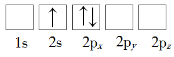 ↑ ↑↓
1s 2s 2pₓ 2pᵧ 2p_z